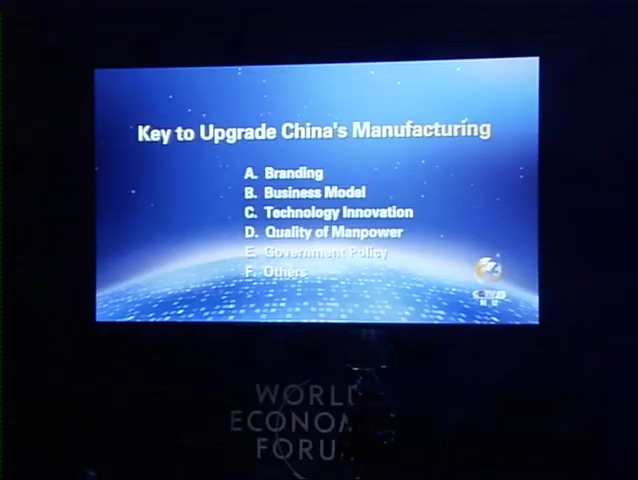 Key to Upgrade China's Manufacturing
A. Branding
B. Business Model
C. Technology Innovation
D. Quality of Manpower
E. Government Policy
F. Others
WORLD
ECONOM
FORU